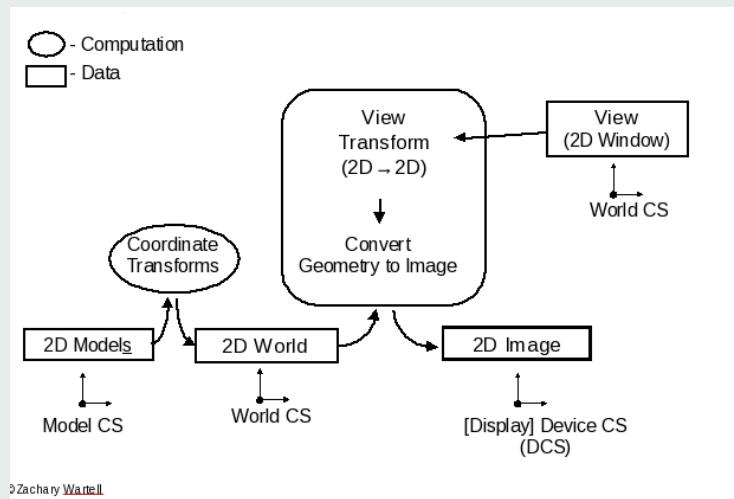 - Computation
- Data
View
Transform
(2D → 2D)
Convert
Geometry to Image
View
(2D Window)
World CS
Coordinate
Transforms
2D Models
Model CS
2D World
World CS
2D Image
[Display] Device CS
(DCS)
©Zachary Wartell